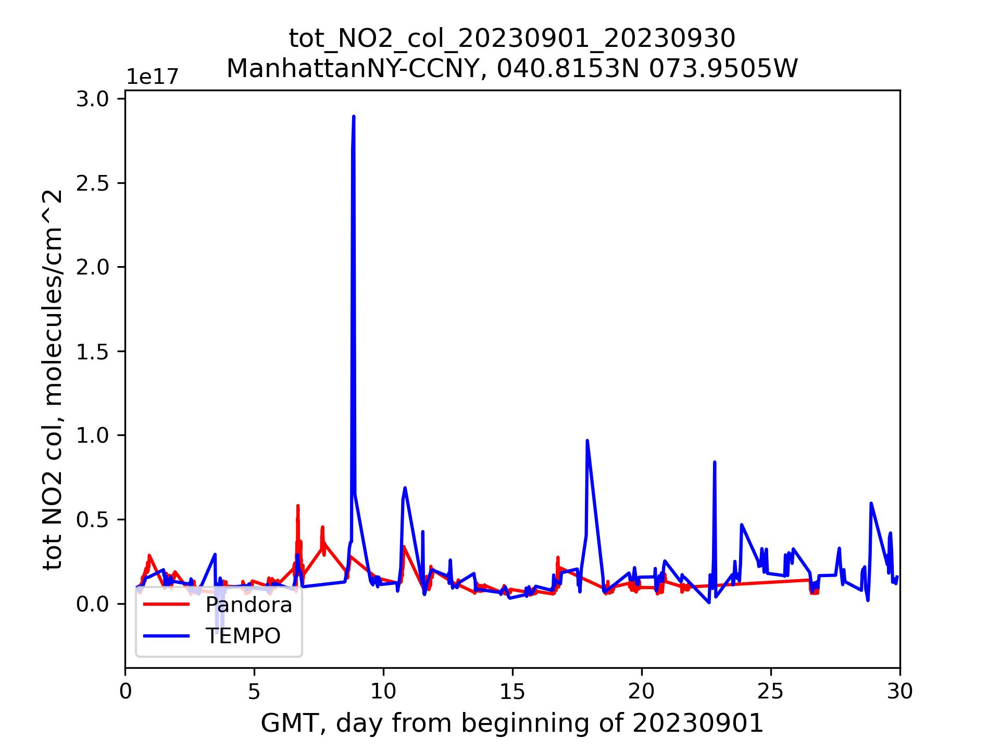 tot_NO2_col_20230901_20230930
ManhattanNY-CCNY, 040.8153N 073.9505W
1e17
3.0
2.5
2.0
1.5
1.0
0.5
0.0
tot NO2 col, molecules/cm^2
Pandora
TEMPO
0 5 10 15 20 25 30
GMT, day from beginning of 20230901